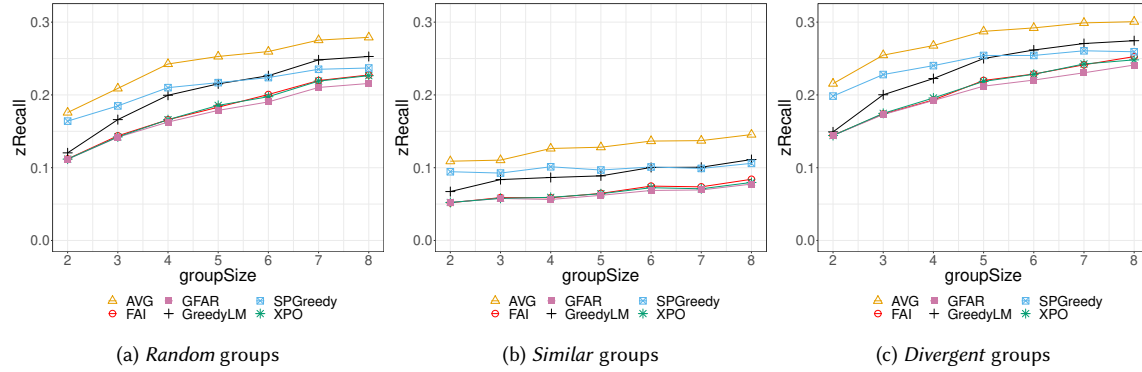 0.3
0.2
0.1
0.0
zRecall
2 3 4 5 6 7 8
groupSize
AVG GFAR SPGreedy
FAI GreedyLM XPO
(a) Random groups
0.3
0.2
0.1
0.0
zRecall
2 3 4 5 6 7 8
groupSize
AVG GFAR SPGreedy
FAI GreedyLM XPO
(b) Similar groups
0.3
0.2
0.1
0.0
zRecall
2 3 4 5 6 7 8
groupSize
AVG GFAR SPGreedy
FAI GreedyLM XPO
(c) Divergent groups